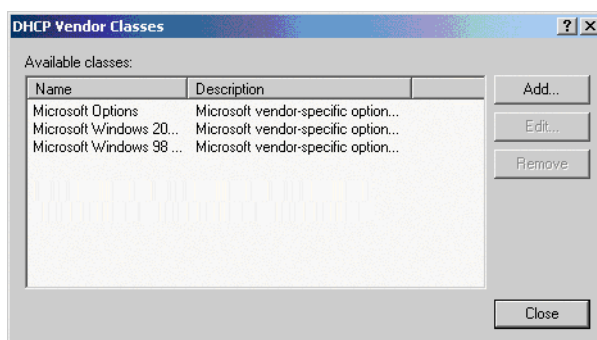 DHCP Vendor Classes
Available classes:
Name Description
Microsoft Options Microsoft vendor-specific option...
Microsoft Windows 20... Microsoft vendor-specific option...
Microsoft Windows 98 ... Microsoft vendor-specific option...
Add...
Edit...
Remove
Close